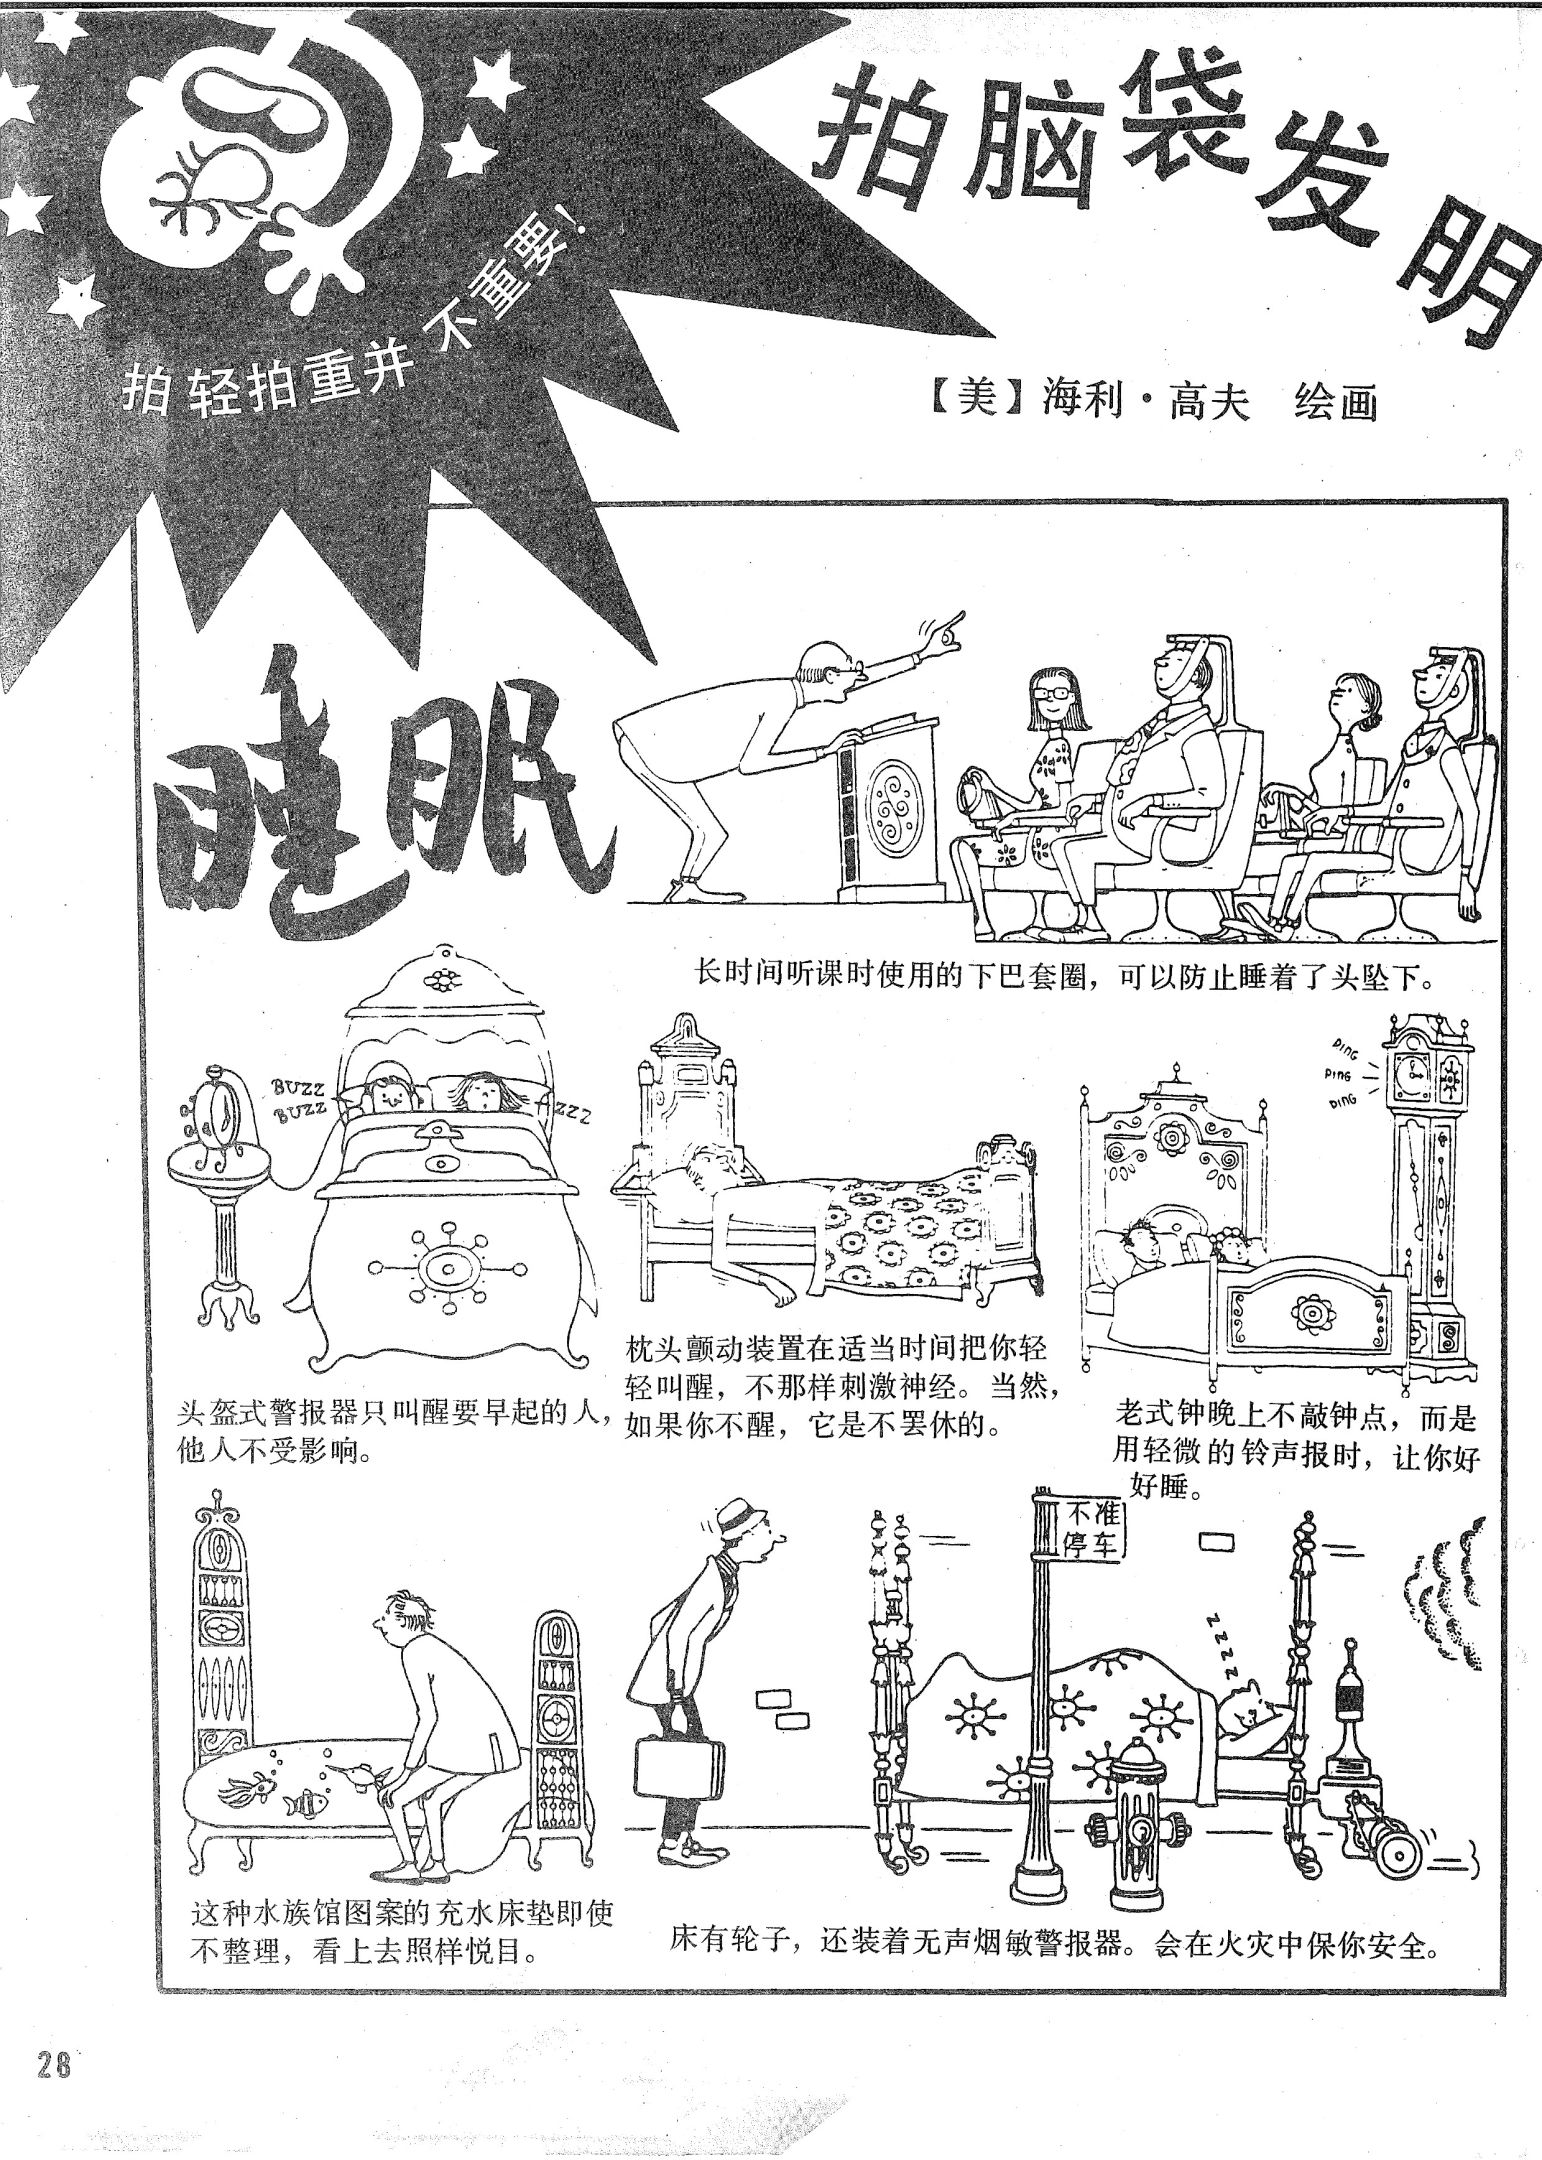 拍脑袋发明
拍轻拍重并不重要！
【美】海利·高夫　绘画
睡眠
长时间听课时使用的下巴套圈，可以防止睡着了头坠下。
BUZZ
BUZZ
ZZZ
头盔式警报器只叫醒要早起的人，
他人不受影响。
枕头颤动装置在适当时间把你轻
轻叫醒，不那样刺激神经。当然，
如果你不醒，它是不罢休的。
DING
DING
DING
老式钟晚上不敲钟点，而是
用轻微的铃声报时，让你好
好睡。
这种水族馆图案的充水床垫即使
不整理，看上去照样悦目。
不准
停车
ZZZZZ
床有轮子，还装着无声烟敏警报器。会在火灾中保你安全。
28